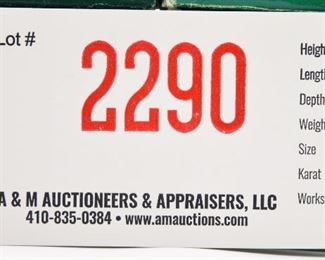 Lot #
2290
A & M AUCTIONEERS & APPRAISERS, LLC
410-835-0384 • www.amauctions.com
Heigh
Length
Depth
Weigh
Size
Karat
Works